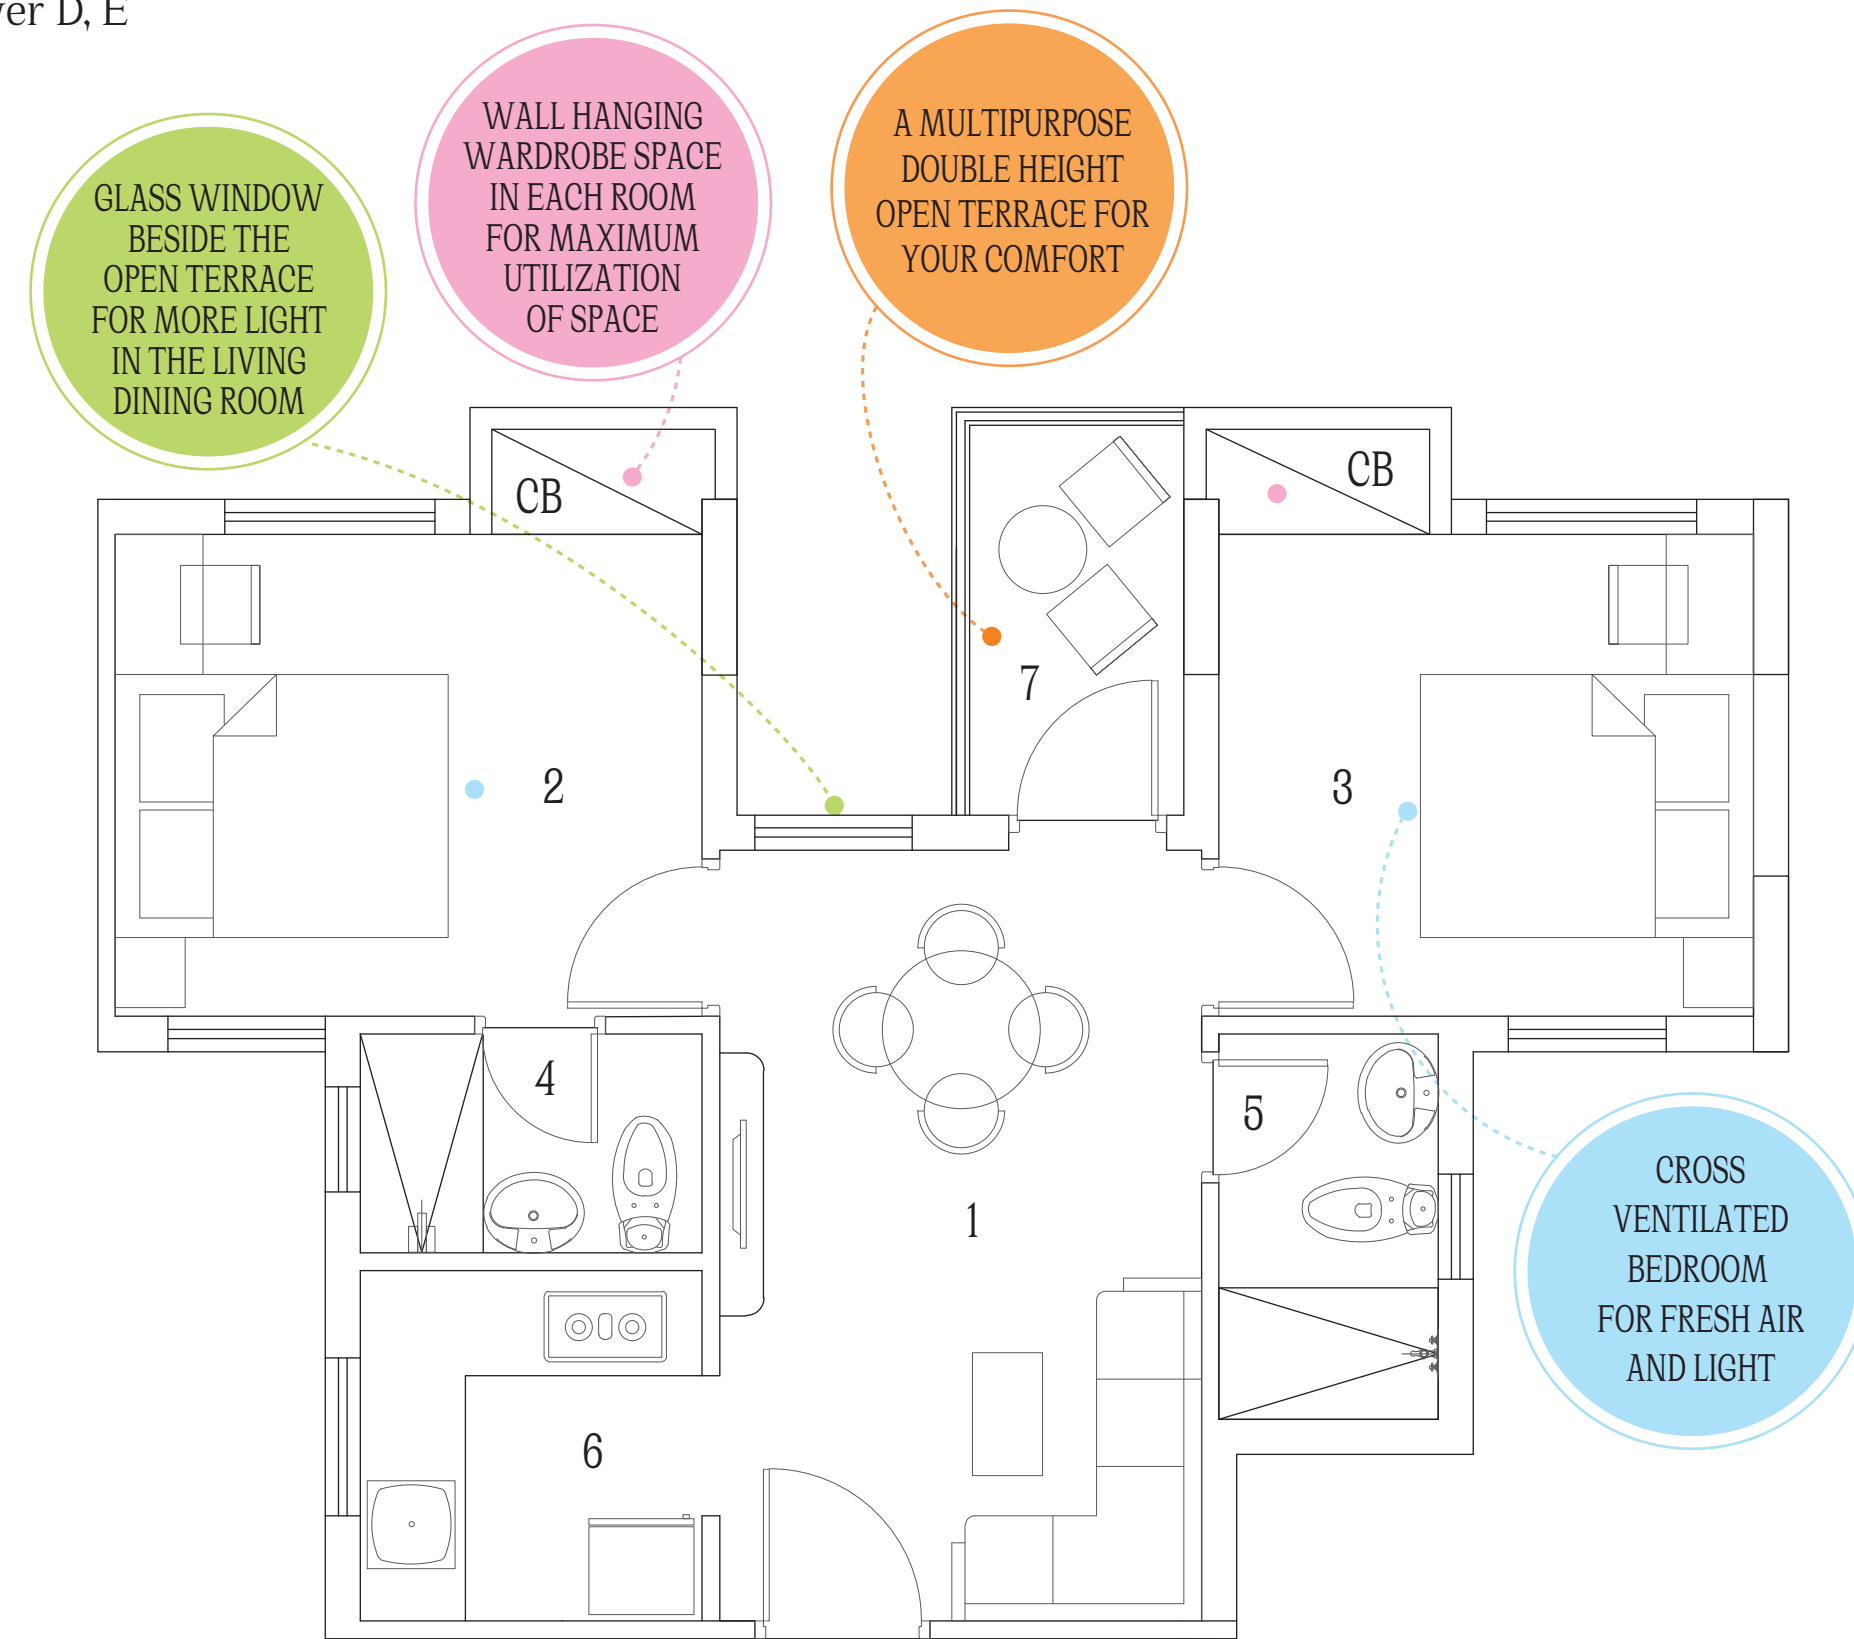 D, E
GLASS WINDOW
BESIDE THE
OPEN TERRACE
FOR MORE LIGHT
IN THE LIVING
DINING ROOM
WALL HANGING
WARDROBE SPACE
IN EACH ROOM
FOR MAXIMUM
UTILIZATION
OF SPACE
A MULTIPURPOSE
DOUBLE HEIGHT
OPEN TERRACE FOR
YOUR COMFORT
CB
CB
7
2
3
4
5
1
6
CROSS
VENTILATED
BEDROOM
FOR FRESH AIR
AND LIGHT